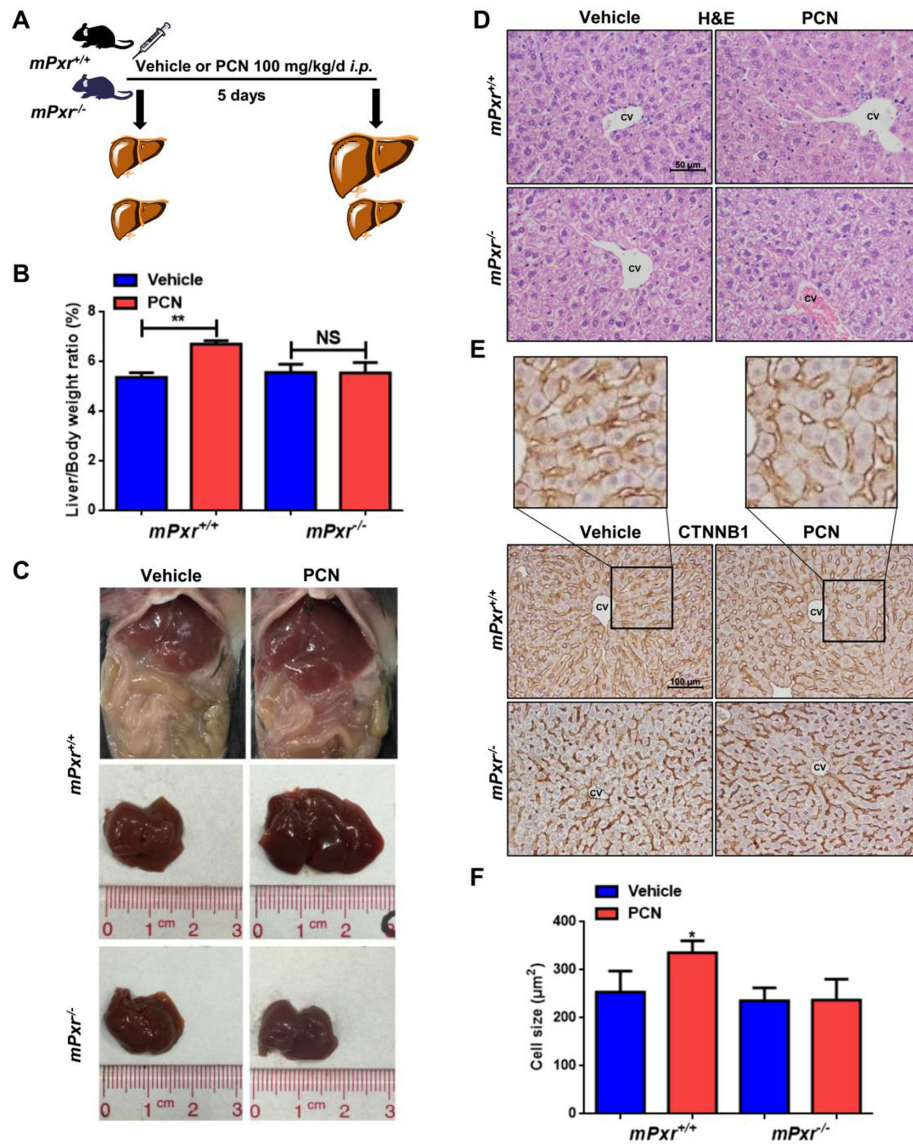 A
mPxr+/+
Vehicle or PCN 100 mg/kg/d i.p.
mPxr-/-
5 days
B
Vehicle
PCN
Liver/Body weight ratio (%)
8
6
4
2
0
**
NS
mPxr+/+
mPxr-/-
C
Vehicle
PCN
mPxr+/+
0 1 cm 2 3
0 1 cm 2
mPxr-/-
0 1 cm 2 3
0 1 cm 2 3
D
Vehicle
H&E
PCN
mPxr+/+
CV
CV
50 µm
mPxr-/-
CV
CV
E
Vehicle
CTNNB1
PCN
mPxr+/+
CV
CV
100 µm
mPxr-/-
CV
CV
F
Vehicle
PCN
Cell size (µm²)
400
300
200
100
0
*
mPxr+/+
mPxr-/-